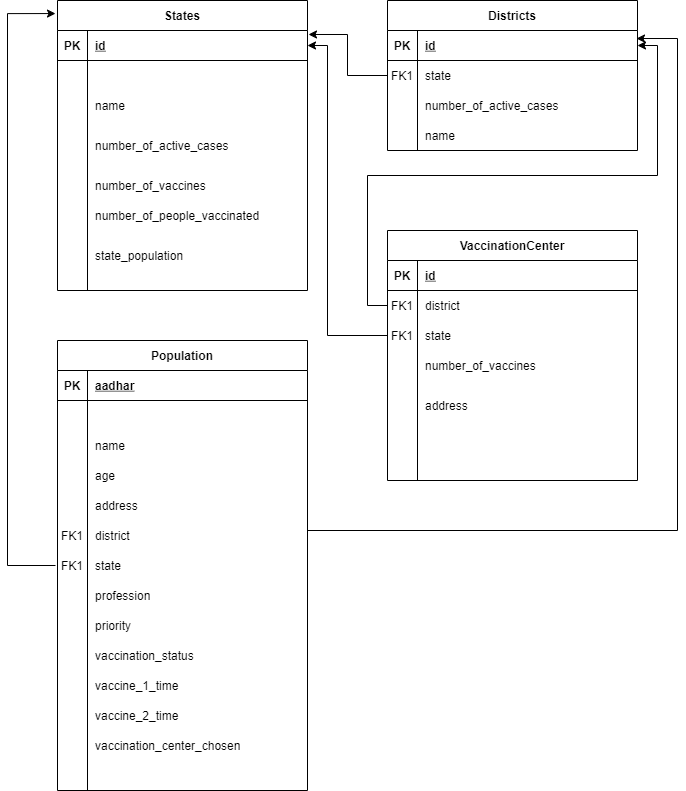 States
PK id
name
number_of_active_cases
number_of_vaccines
number_of_people_vaccinated
state_population
Districts
PK id
FK1 state
number_of_active_cases
name
VaccinationCenter
PK id
FK1 district
FK1 state
number_of_vaccines
address
Population
PK aadhar
name
age
address
FK1 district
FK1 state
profession
priority
vaccination_status
vaccine_1_time
vaccine_2_time
vaccination_center_chosen